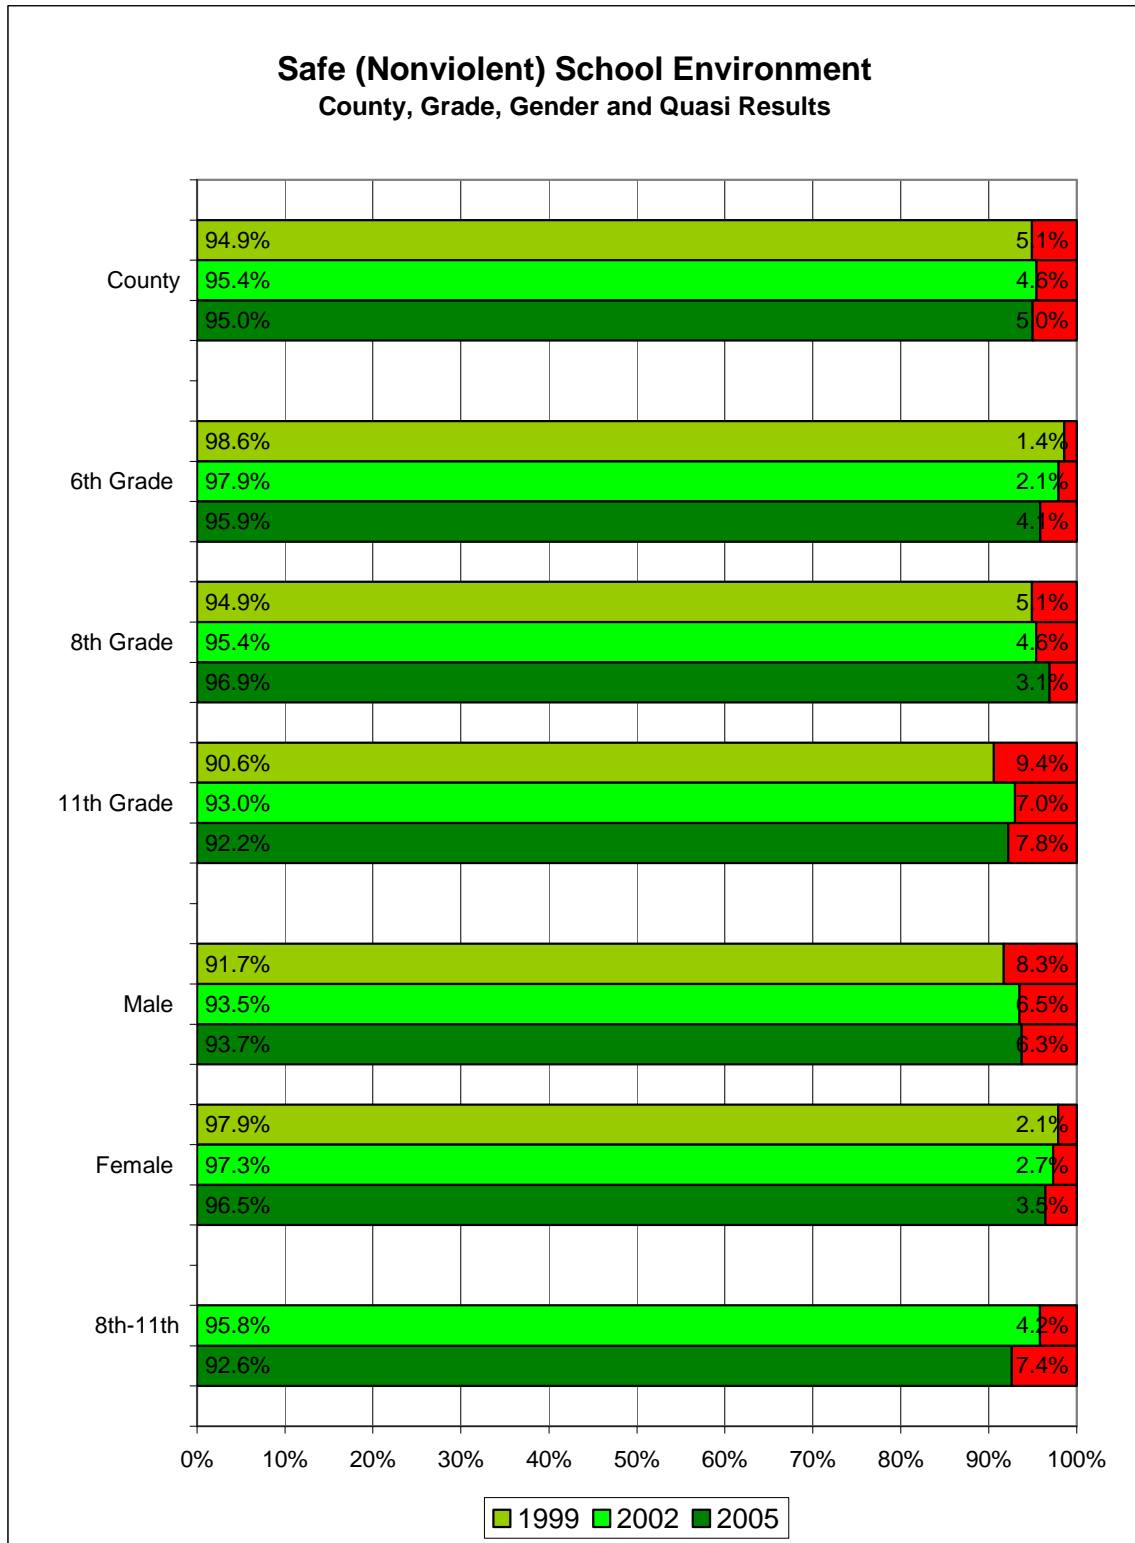 Safe (Nonviolent) School Environment
County, Grade, Gender and Quasi Results
94.9% 5.1%
County 95.4% 4.6%
95.0% 5.0%
98.6% 1.4%
6th Grade 97.9% 2.1%
95.9% 4.1%
94.9% 5.1%
8th Grade 95.4% 4.6%
96.9% 3.1%
90.6% 9.4%
11th Grade 93.0% 7.0%
92.2% 7.8%
91.7% 8.3%
Male 93.5% 6.5%
93.7% 6.3%
97.9% 2.1%
Female 97.3% 2.7%
96.5% 3.5%
8th-11th 95.8% 4.2%
92.6% 7.4%
0% 10% 20% 30% 40% 50% 60% 70% 80% 90% 100%
1999 2002 2005